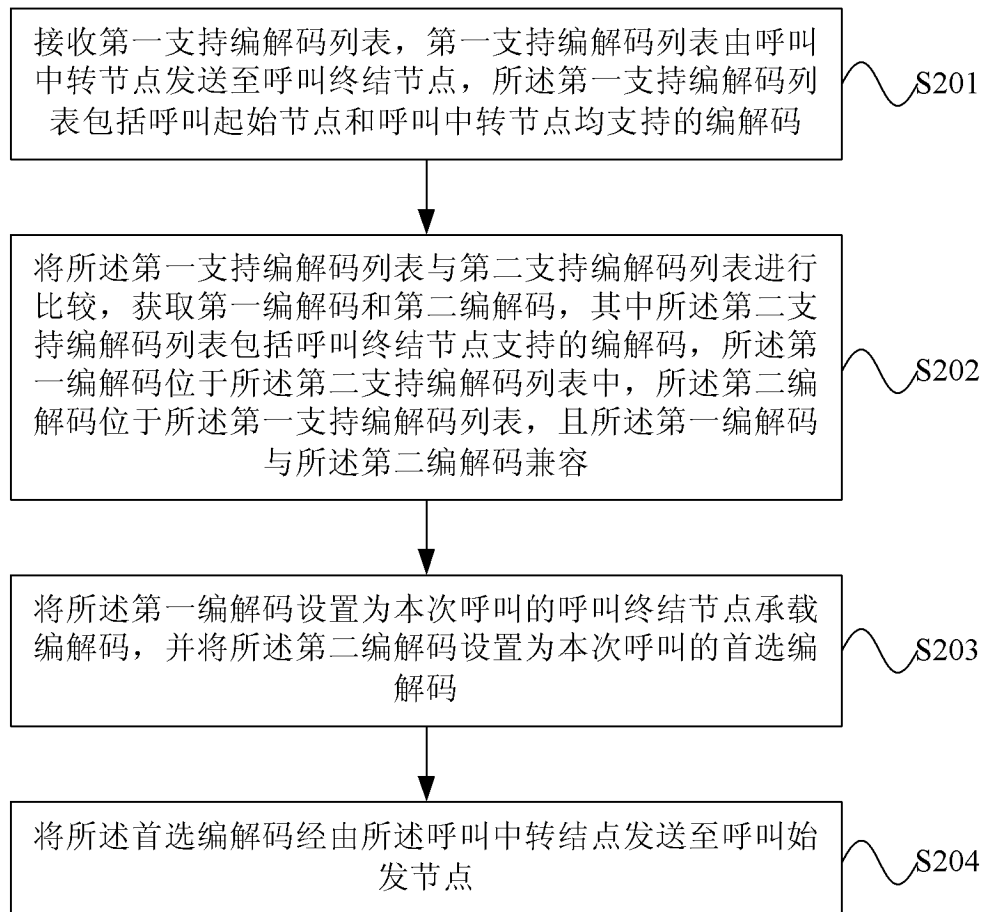 接收第一支持编解码列表，第一支持编解码列表由呼叫
中转节点发送至呼叫终结节点，所述第一支持编解码列
表包括呼叫起始节点和呼叫中转节点均支持的编解码
S201
将所述第一支持编解码列表与第二支持编解码列表进行
比较，获取第一编解码和第二编解码，其中所述第二支
持编解码列表包括呼叫终结节点支持的编解码，所述第
一编解码位于所述第二支持编解码列表中，所述第二编
解码位于所述第一支持编解码列表，且所述第一编解码
与所述第二编解码兼容
S202
将所述第一编解码设置为本次呼叫的呼叫终结节点承载
编解码，并将所述第二编解码设置为本次呼叫的首选编
解码
S203
将所述首选编解码经由所述呼叫中转结点发送至呼叫始
发节点
S204